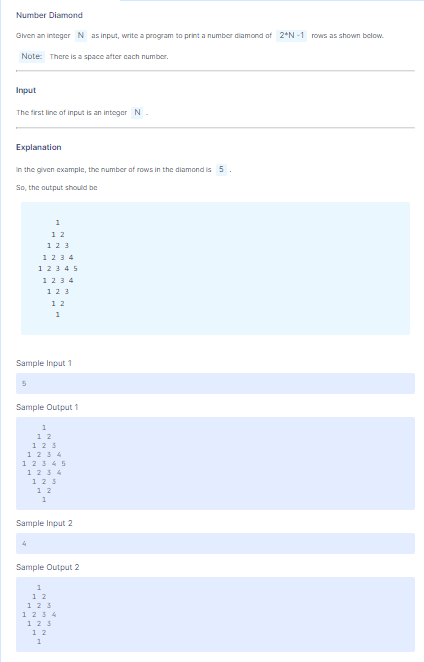 Number Diamond
Given an integer N as input, write a program to print a number diamond of 2*N -1 rows as shown below.
Note: There is a space after each number.
Input
The first line of input is an integer N .
Explanation
In the given example, the number of rows in the diamond is 5 .
So, the output should be
1
1 2
1 2 3
1 2 3 4
1 2 3 4 5
1 2 3 4
1 2 3
1 2
1
Sample Input 1
5
Sample Output 1
1
1 2
1 2 3
1 2 3 4
1 2 3 4 5
1 2 3 4
1 2 3
1 2
1
Sample Input 2
4
Sample Output 2
1
1 2
1 2 3
1 2 3 4
1 2 3
1 2
1